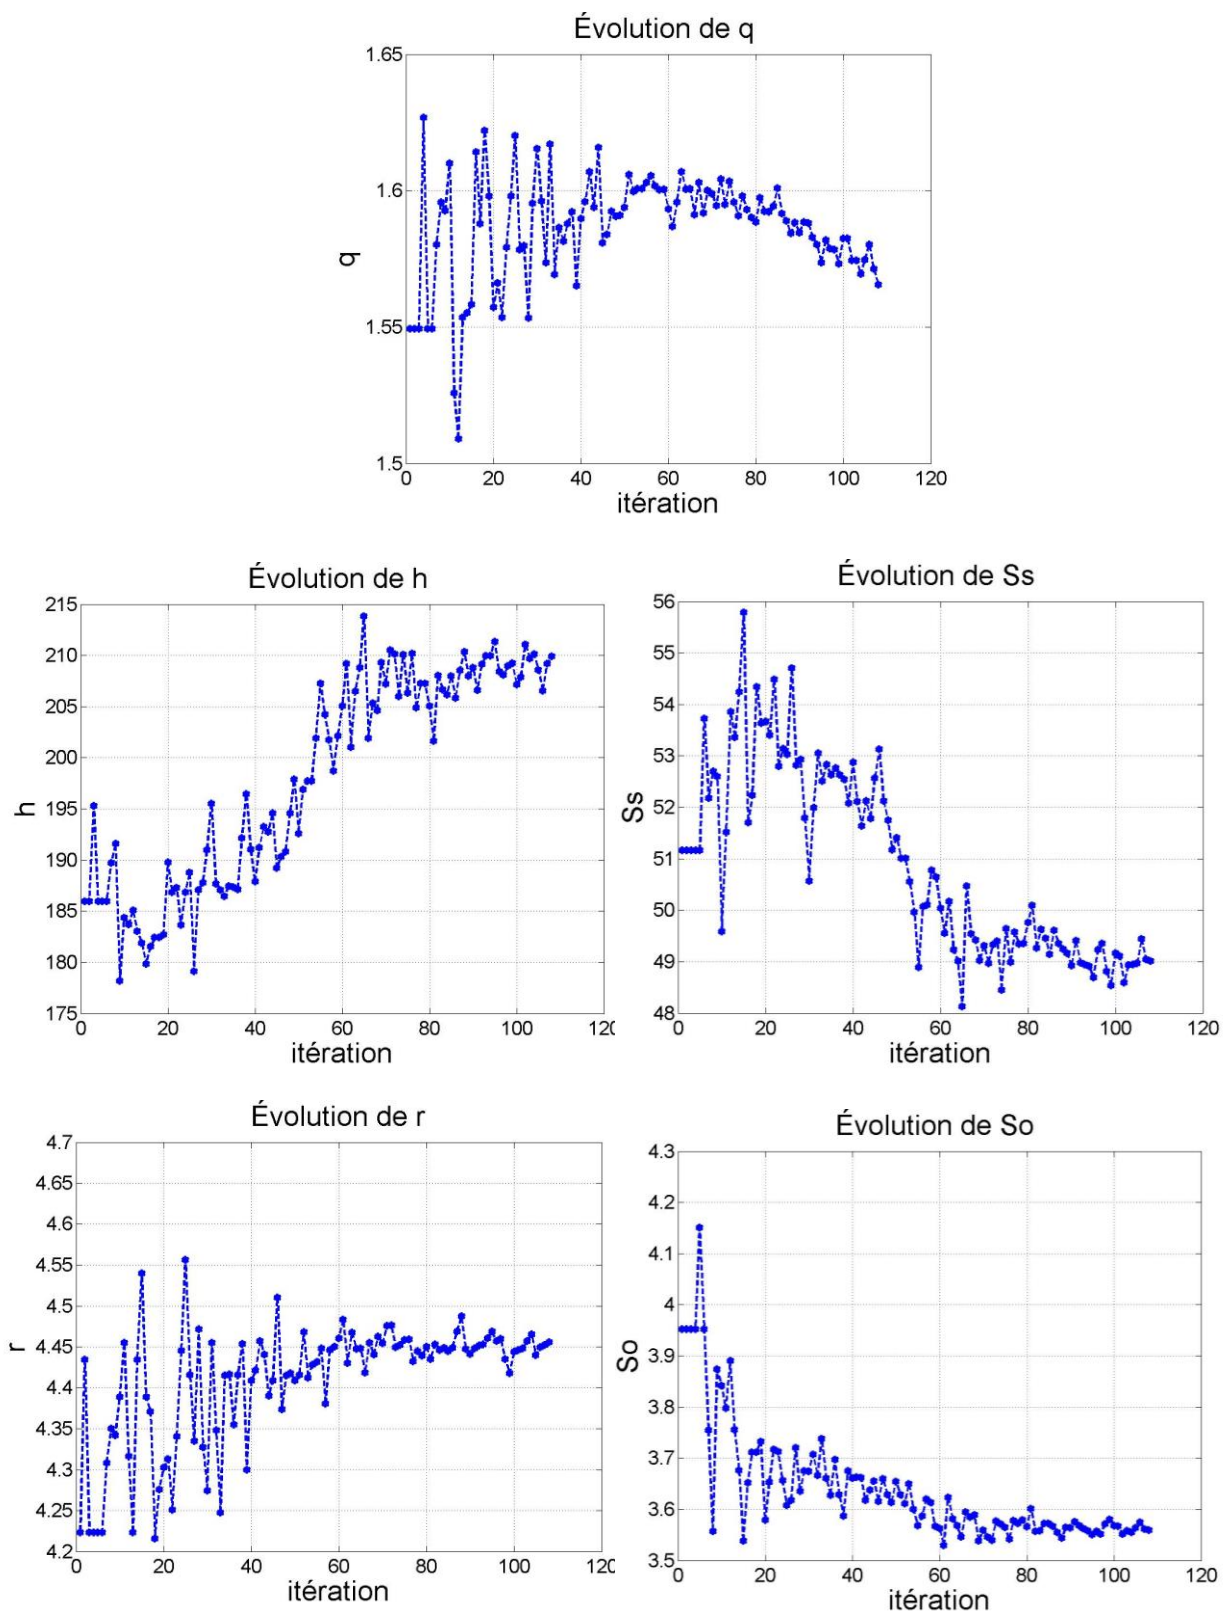 Évolution de q
1.65
1.6
1.55
1.5
q
0 20 40 60 80 100 120
itération
Évolution de h
215
210
205
200
195
190
185
180
175
h
0 20 40 60 80 100 120
itération
Évolution de Ss
56
55
54
53
52
51
50
49
48
Ss
0 20 40 60 80 100 120
itération
Évolution de r
4.7
4.65
4.6
4.55
4.5
4.45
4.4
4.35
4.3
4.25
4.2
r
0 20 40 60 80 100 120
itération
Évolution de So
4.3
4.2
4.1
4
3.9
3.8
3.7
3.6
3.5
So
0 20 40 60 80 100 120
itération